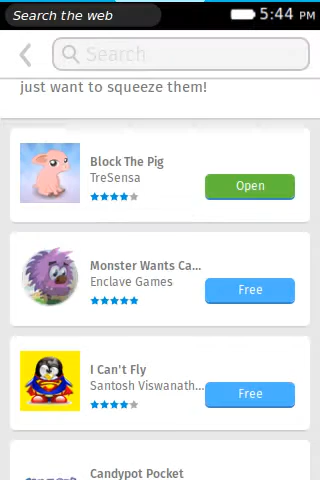 Search the web
5:44 PM
Search
just want to squeeze them!
Block The Pig
TreSensa
Open
Monster Wants Ca...
Enclave Games
Free
I Can't Fly
Santosh Viswanath...
Free
Candypot Pocket